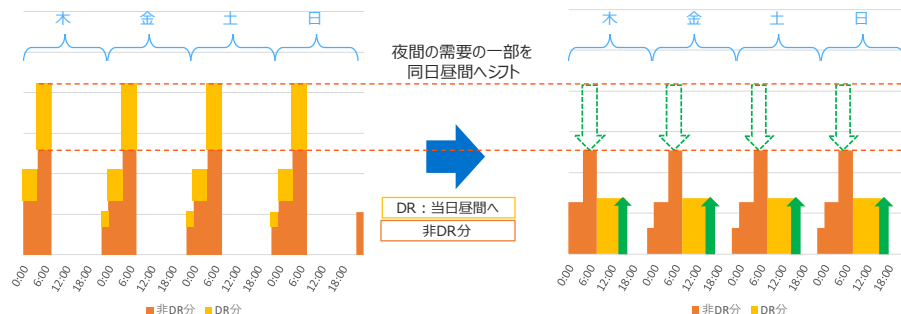 木 金 土 日
夜間の需要の一部を
同日昼間へシフト
木 金 土 日
DR：当日昼間へ
非DR分
0:00 6:00 12:00 18:00 0:00 6:00 12:00 18:00 0:00 6:00 12:00 18:00 0:00 6:00 12:00 18:00
■非DR分 ■DR分
0:00 6:00 12:00 18:00 0:00 6:00 12:00 18:00 0:00 6:00 12:00 18:00 0:00 6:00 12:00 18:00
■非DR分 ■DR分